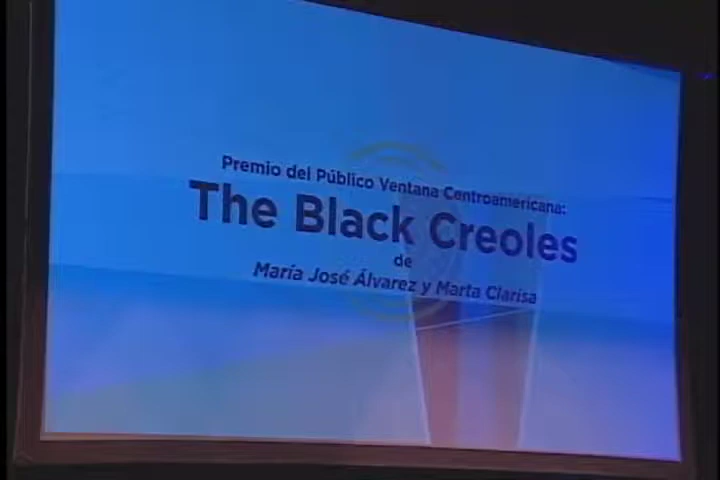 Premio del Público Ventana Centroamericana:
The Black Creoles
de
María José Álvarez y Marta Clarisa